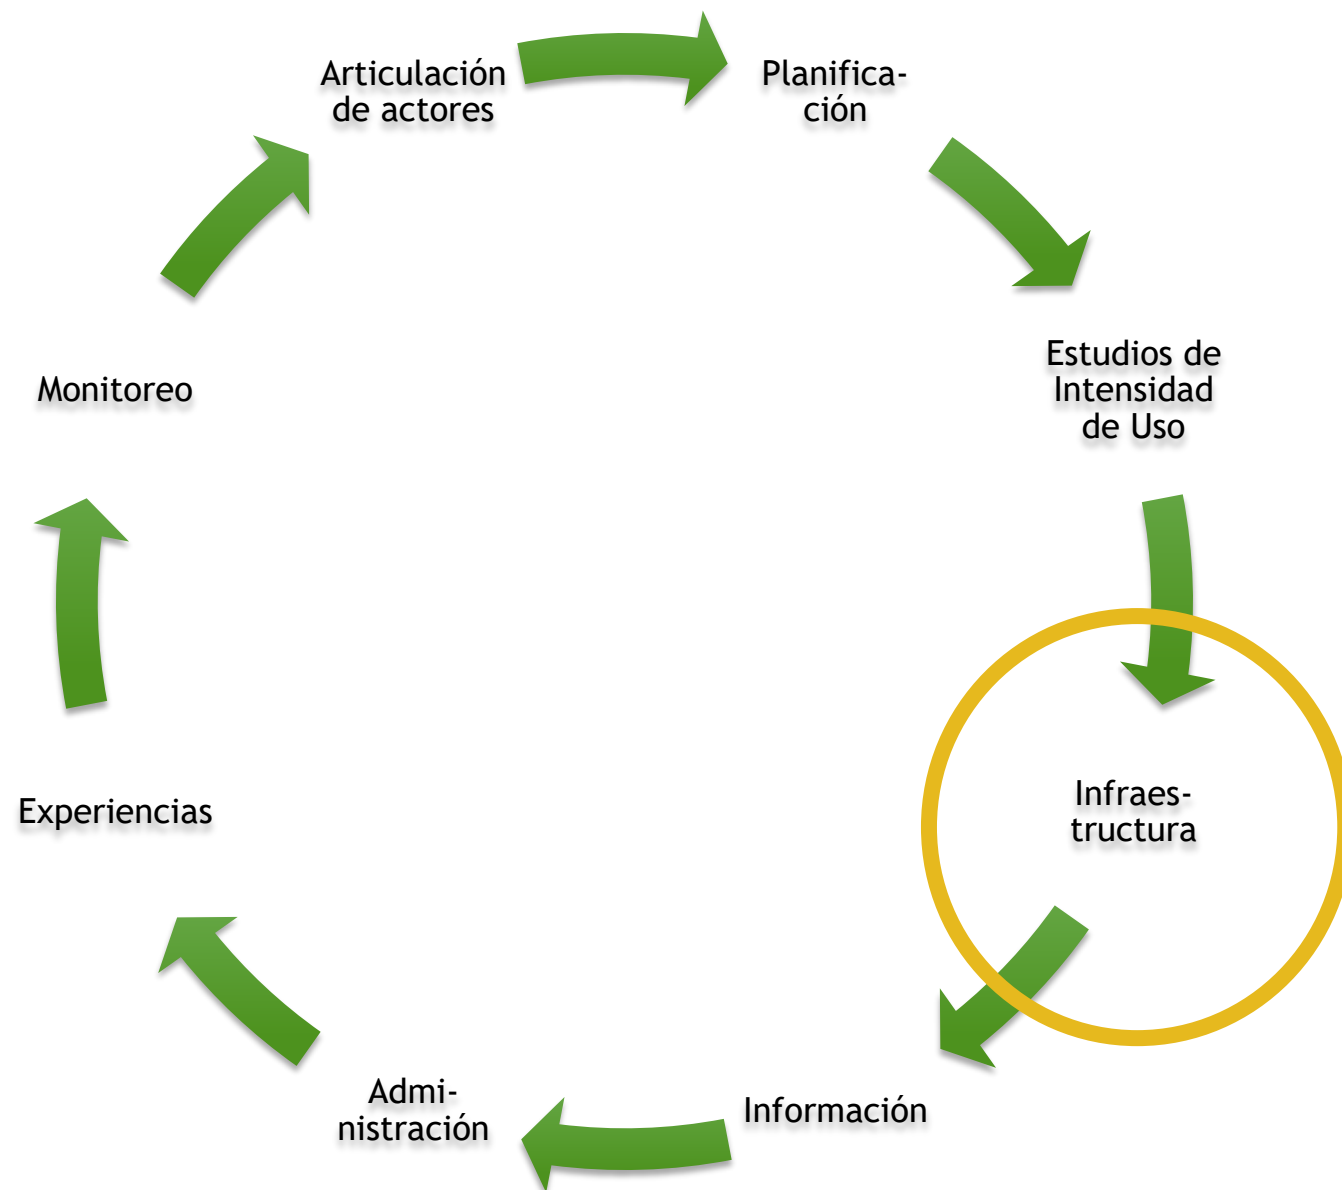 Articulación
de actores
Planifica-
ción
Estudios de
Intensidad
de Uso
Infraes-
tructura
Información
Admi-
nistración
Experiencias
Monitoreo